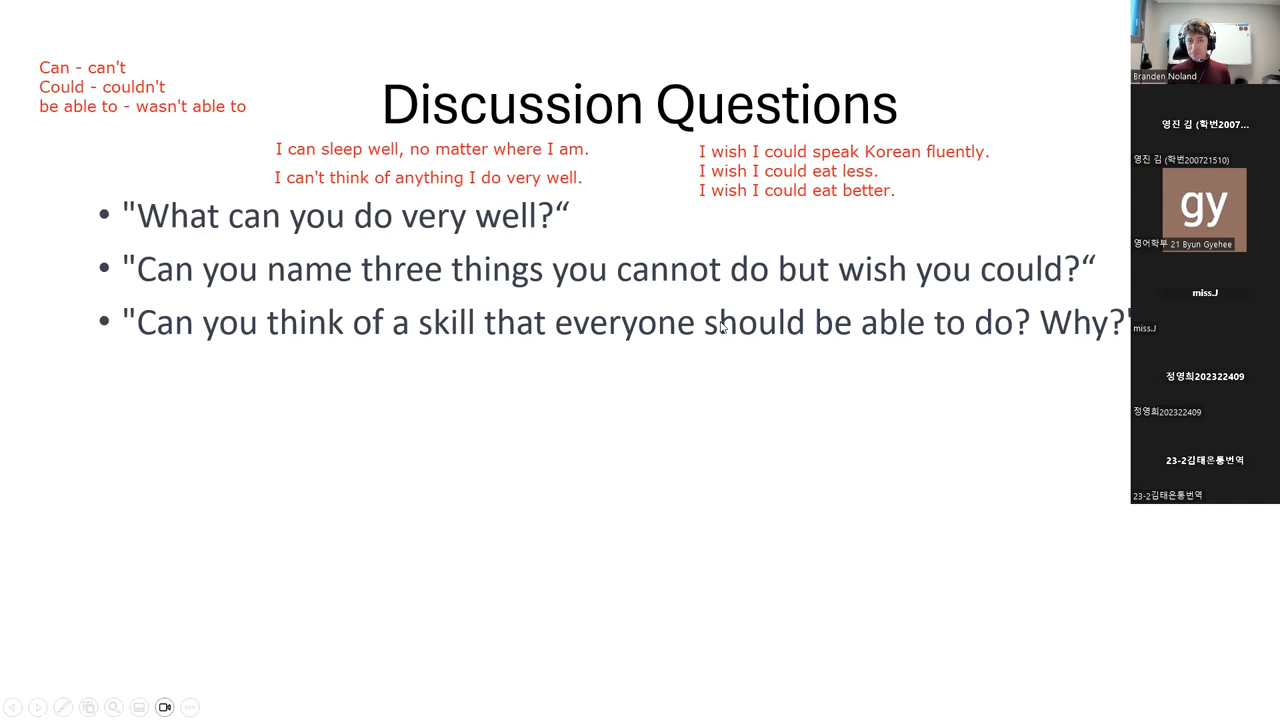 Can - can't
Could - couldn't
be able to - wasn't able to
Discussion Questions
I can sleep well, no matter where I am.
I can't think of anything I do very well.
I wish I could speak Korean fluently.
I wish I could eat less.
I wish I could eat better.
• "What can you do very well?“
• "Can you name three things you cannot do but wish you could?“
• "Can you think of a skill that everyone should be able to do? Why?"
Branden Noland
영진 김 (학번2007...
영진 김 (학번200721510)
gy
영어학부 21 Byun Gyehee
miss.J
miss.J
정영희202322409
정영희202322409
23-2김태은통번역
23-2김태은통번역